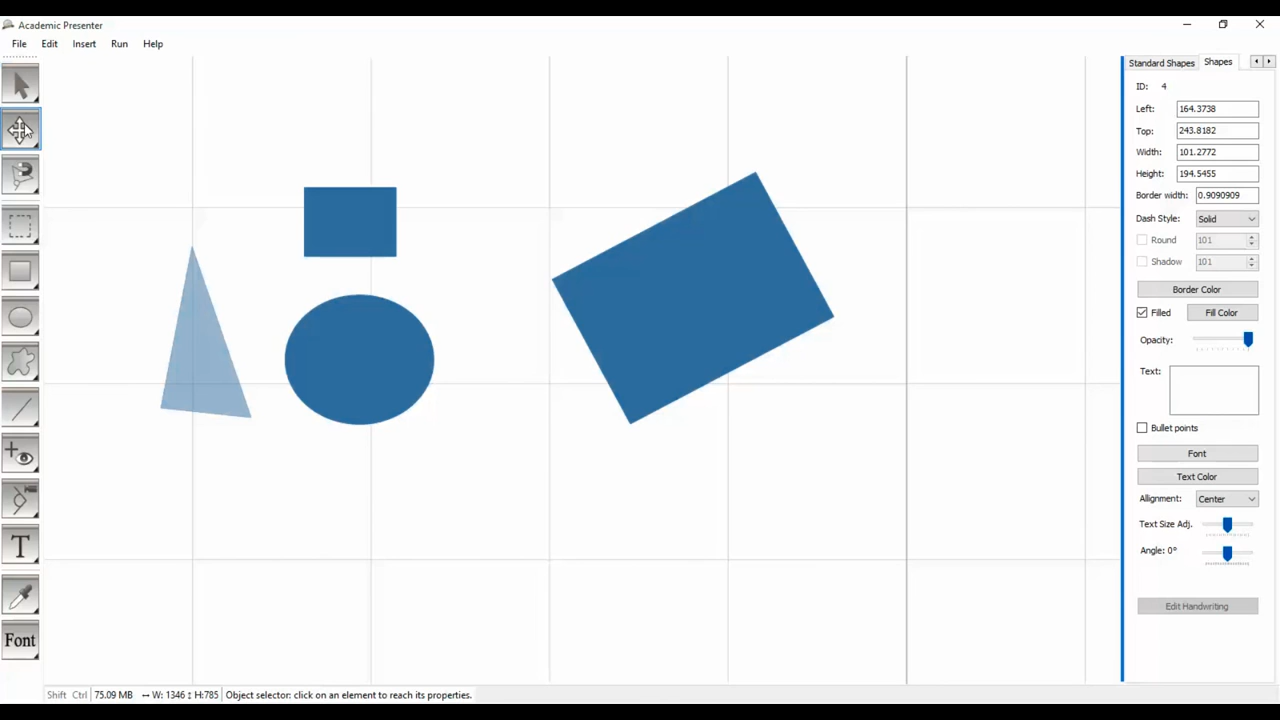 Academic Presenter
File Edit Insert Run Help
Standard Shapes Shapes
ID: 4
Left: 164.3738
Top: 243.8182
Width: 101.2772
Height: 194.5455
Border width: 0.9090909
Dash Style: Solid
Round 101
Shadow 101
Border Color
Filled Fill Color
Opacity:
Text:
Bullet points
Font
Text Color
Allignment: Center
Text Size Adj.
Angle: 0°
Edit Handwriting
T
Font
Shift Ctrl 75.09 MB ↔ W: 1346 ↕ H:785 Object selector: click on an element to reach its properties.